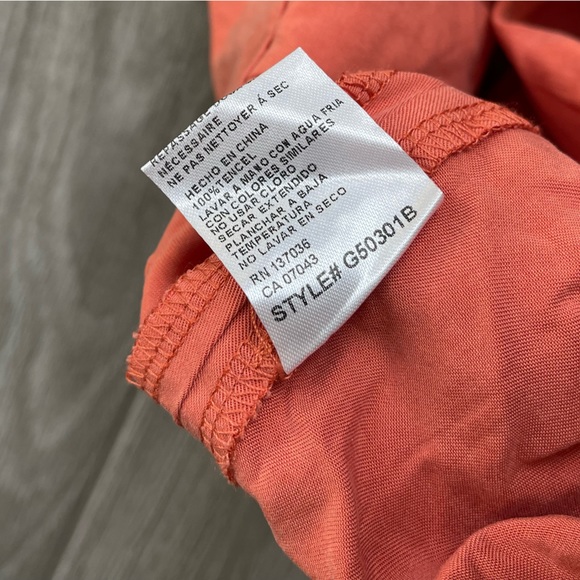 NÉCESSAIRE
NE PAS NETTOYER À SEC
HECHO EN CHINA
100%TENCEL
LAVAR A MANO CON AGUA FRIA
CON COLORES SIMILARES
NO USAR CLORO
SECAR EXTENDIDO
PLANCHAR A BAJA
TEMPERATURA
NO LAVAR EN SECO
RN 137036
CA 07043
STYLE# G50301B